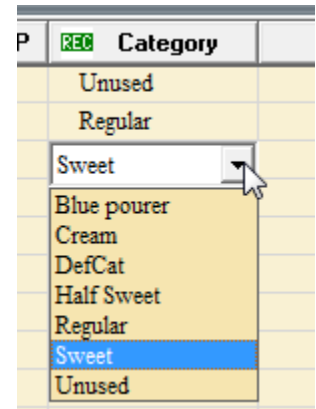 P REC Category
Unused
Regular
Sweet
Blue pourer
Cream
DefCat
Half Sweet
Regular
Sweet
Unused